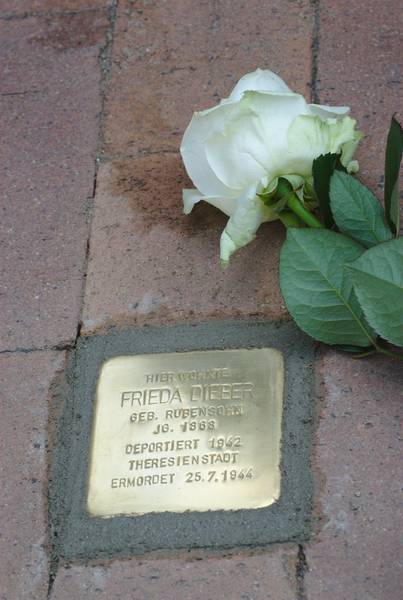 HIER WOHNTE
FRIEDA DIEBER
GEB. RUBENSOHN
JG. 1868
DEPORTIERT 1942
THERESIENSTADT
ERMORDET 25.7.1944